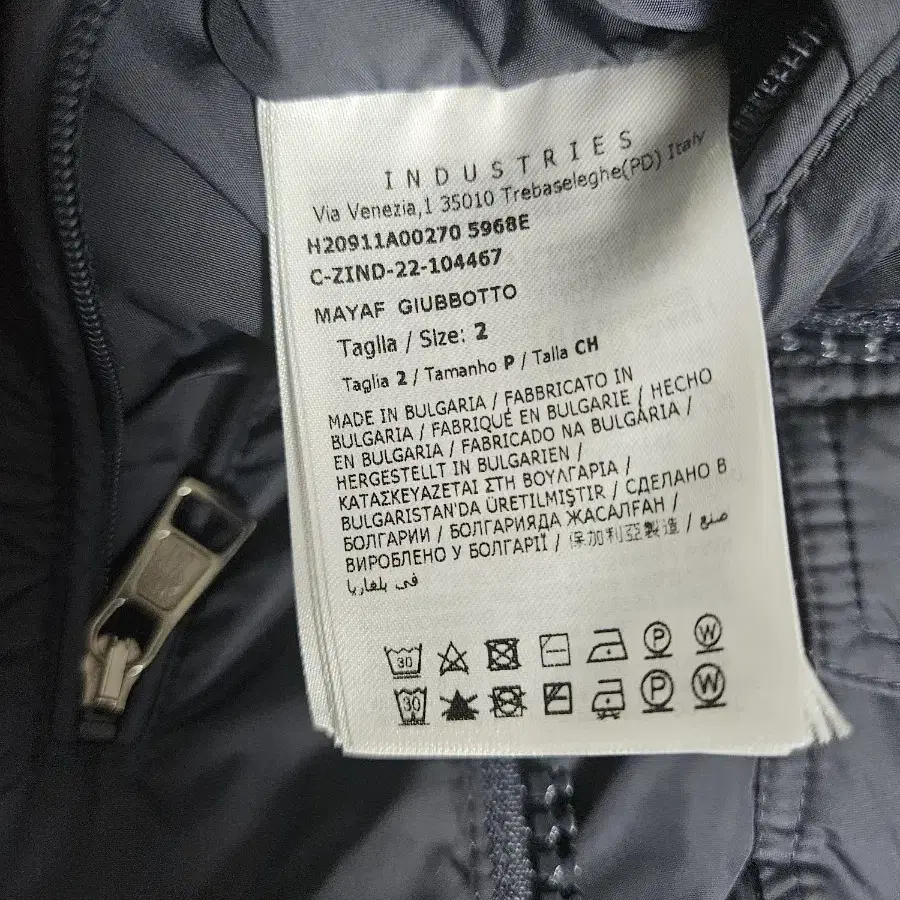 INDUSTRIES
Via Venezia,1 35010 Trebaseleghe(PD) Italy
H20911A00270 5968E
C-ZIND-22-104467
MAYAF GIUBBOTTO
Taglia / Size: 2
Taglia 2 / Tamanho P / Talla CH
MADE IN BULGARIA / FABBRICATO IN
BULGARIA / FABRIQUÉ EN BULGARIE / HECHO
EN BULGARIA / FABRICADO NA BULGÁRIA /
HERGESTELLT IN BULGARIEN /
ΚΑΤΑΣΚΕΥΑΖΕΤΑΙ ΣΤΗ ΒΟΥΛΓΑΡΙΑ /
BULGARISTAN'DA ÜRETILMIŞTIR / СДЕЛАНО В
БОЛГАРИИ / БОЛГАРИЯДА ЖАСАЛҒАН /
ВИРОБЛЕНО У БОЛГАРІЇ / 保加利亞製造 / صنع
في بلغاريا
30 P W
30 P W